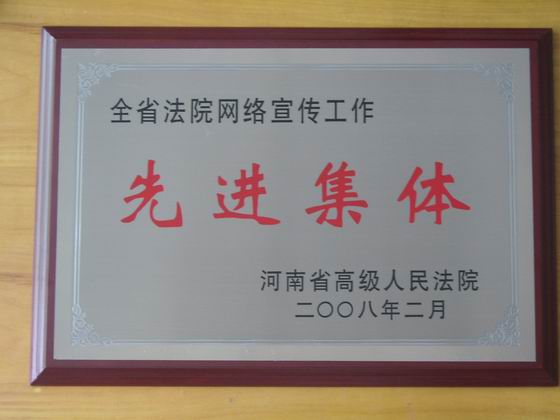 全省法院网络宣传工作
先进集体
河南省高级人民法院
二〇〇八年二月